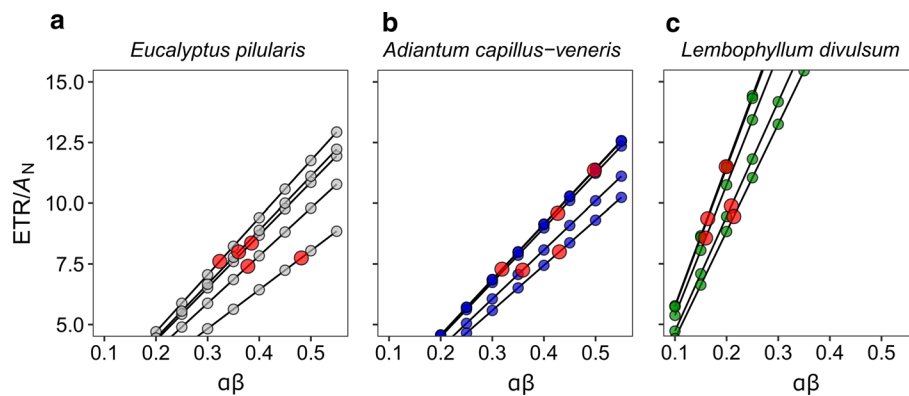 a
b
c
Eucalyptus pilularis
Adiantum capillus−veneris
Lembophyllum divulsum
ETR/AN
15.0
12.5
10.0
7.5
5.0
0.1 0.2 0.3 0.4 0.5
0.1 0.2 0.3 0.4 0.5
0.1 0.2 0.3 0.4 0.5
αβ
αβ
αβ